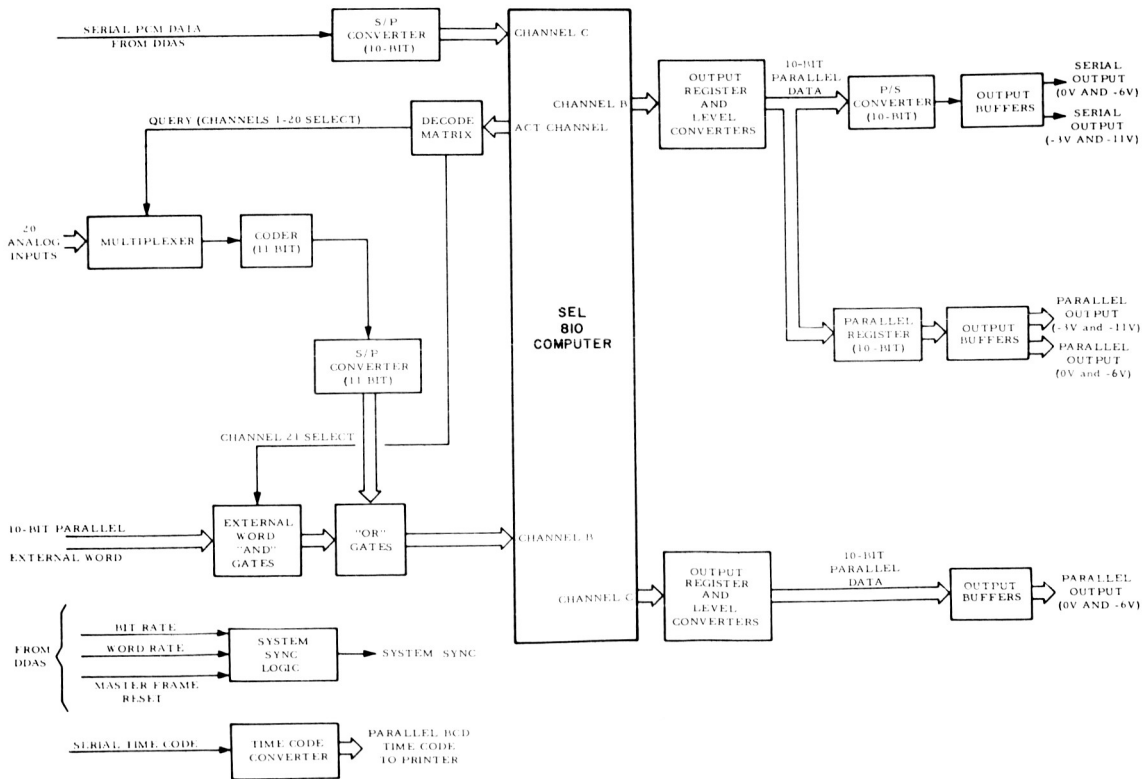 SERIAL PCM DATA
FROM DDAS
S/P
CONVERTER
(10-BIT)
CHANNEL C
DECODE
MATRIX
ACT CHANNEL
QUERY (CHANNELS 1-20 SELECT)
20
ANALOG
INPUTS
MULTIPLEXER
CODER
(11 BIT)
S/P
CONVERTER
(11 BIT)
CHANNEL 21 SELECT
10-BIT PARALLEL
EXTERNAL WORD
EXTERNAL
WORD
"AND"
GATES
"OR"
GATES
CHANNEL B
SEL
810
COMPUTER
CHANNEL B
OUTPUT
REGISTER
AND
LEVEL
CONVERTERS
10-BIT
PARALLEL
DATA
P/S
CONVERTER
(10-BIT)
OUTPUT
BUFFERS
SERIAL
OUTPUT
(0V AND -6V)
SERIAL
OUTPUT
(-3V AND -11V)
PARALLEL
REGISTER
(10-BIT)
OUTPUT
BUFFERS
PARALLEL
OUTPUT
(-3V and -11V)
PARALLEL
OUTPUT
(0V and -6V)
CHANNEL C
OUTPUT
REGISTER
AND
LEVEL
CONVERTERS
10-BIT
PARALLEL
DATA
OUTPUT
BUFFERS
PARALLEL
OUTPUT
(0V AND -6V)
FROM
DDAS
BIT RATE
WORD RATE
MASTER FRAME
RESET
SYSTEM
SYNC
LOGIC
SYSTEM SYNC
SERIAL TIME CODE
TIME CODE
CONVERTER
PARALLEL BCD
TIME CODE
TO PRINTER